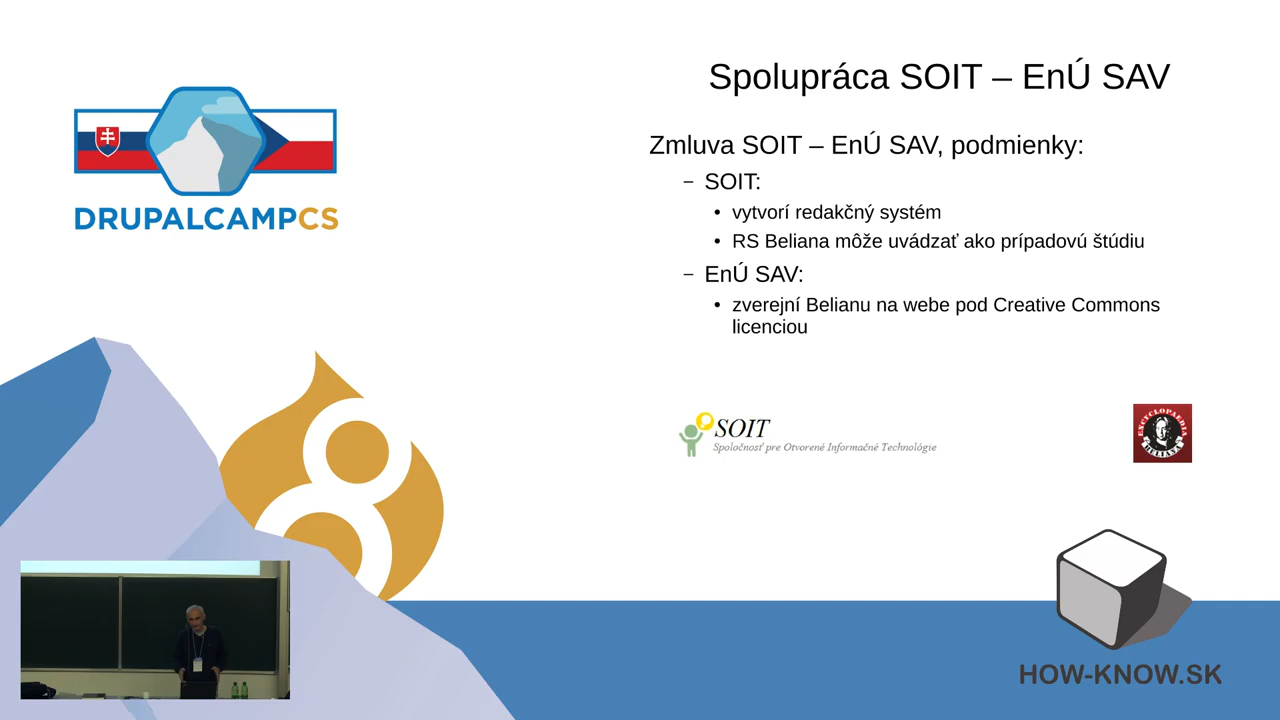 Spolupráca SOIT – EnÚ SAV
DRUPALCAMPCS
Zmluva SOIT – EnÚ SAV, podmienky:
– SOIT:
• vytvorí redakčný systém
• RS Beliana môže uvádzať ako prípadovú štúdiu
– EnÚ SAV:
• zverejní Belianu na webe pod Creative Commons
licenciou
SOIT
Spoločnosť pre Otvorené Informačné Technológie
ENCYCLOPAEDIA
BELIANA
HOW-KNOW.SK